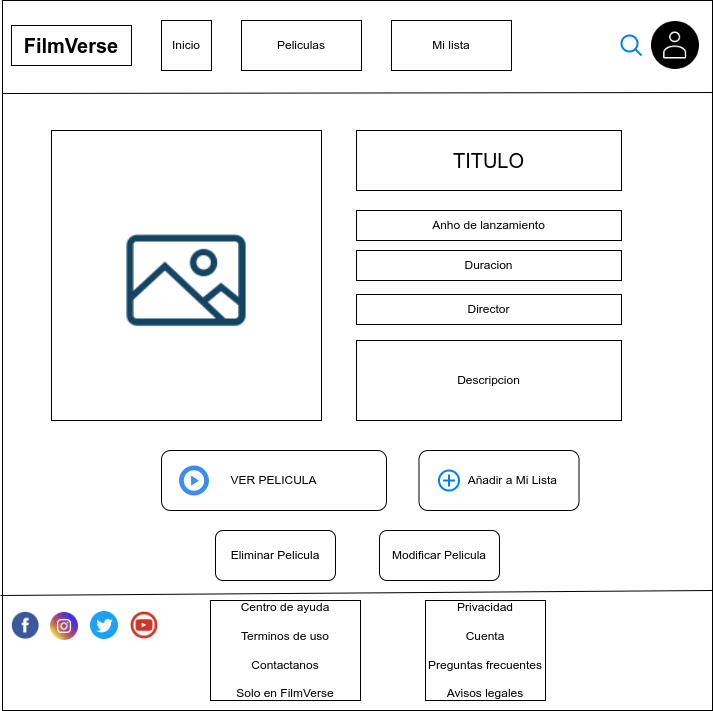 FilmVerse
Inicio
Peliculas
Mi lista
TITULO
Anho de lanzamiento
Duracion
Director
Descripcion
VER PELICULA
Añadir a Mi Lista
Eliminar Pelicula
Modificar Pelicula
Centro de ayuda
Terminos de uso
Contactanos
Solo en FilmVerse
Privacidad
Cuenta
Preguntas frecuentes
Avisos legales